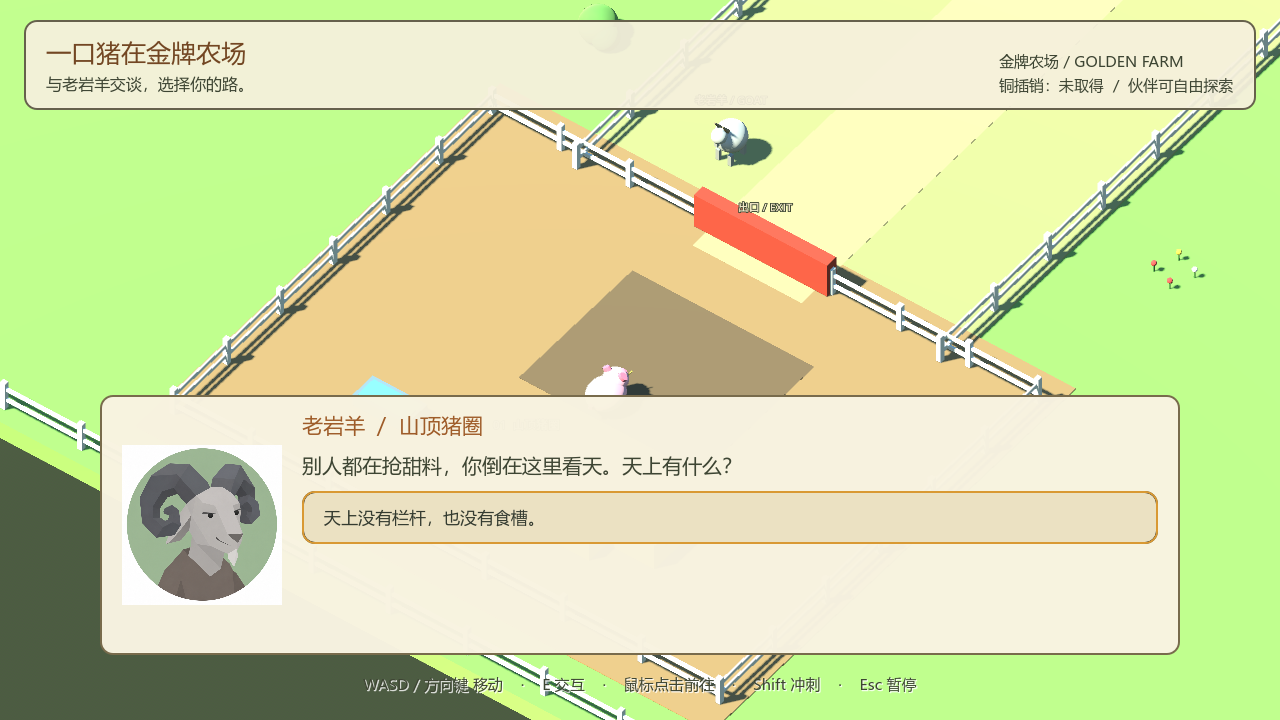 一口猪在金牌农场
与老岩羊交谈，选择你的路。
金牌农场 / GOLDEN FARM
铜插销：未取得 / 伙伴可自由探索
出口 / EXIT
老岩羊 / 山顶猪圈
别人都在抢甜料，你倒在这里看天。天上有什么？
天上没有栏杆，也没有食槽。
WASD / 方向键 移动 · E 交互 · 鼠标点击前往 · Shift 冲刺 · Esc 暂停